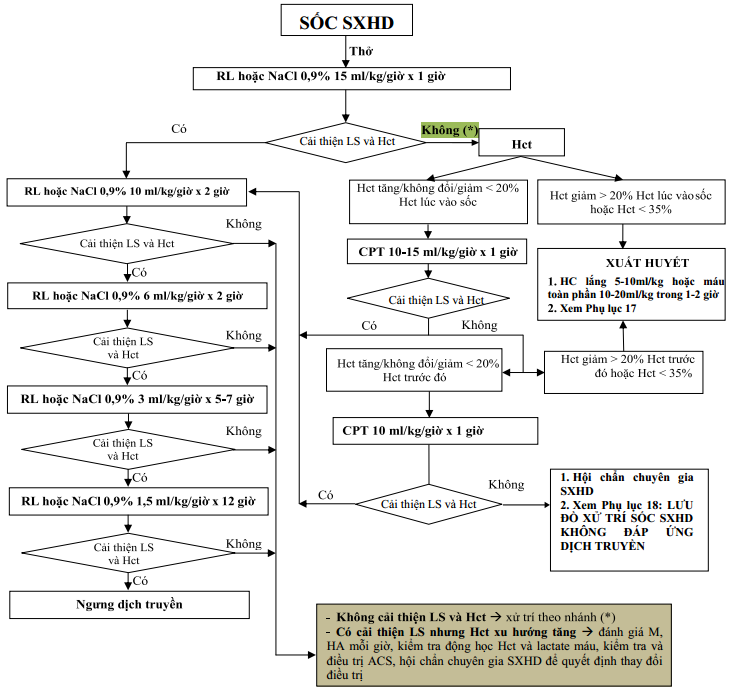 SỐC SXHD
Thở
RL hoặc NaCl 0,9% 15 ml/kg/giờ x 1 giờ
Cải thiện LS và Hct
Có
Không (*)
RL hoặc NaCl 0,9% 10 ml/kg/giờ x 2 giờ
Cải thiện LS và Hct
Không
Có
RL hoặc NaCl 0,9% 6 ml/kg/giờ x 2 giờ
Cải thiện LS
và Hct
Không
Có
RL hoặc NaCl 0,9% 3 ml/kg x 5-7 giờ
Cải thiện LS
và Hct
Không
Có
RL hoặc NaCl 0,9% 1,5 ml/kg/giờ x 12 giờ
Cải thiện LS
và Hct
Không
Có
Ngưng dịch truyền
Hct
Hct tăng/không đổi/giảm < 20%
Hct lúc vào sốc
Hct giảm > 20% Hct lúc vào sốc
hoặc Hct < 35%
CPT 10-15 ml/kg/giờ x 1 giờ
Cải thiện LS và Hct
Có
Không
XUẤT HUYẾT
1. HC lắng 5-10ml/kg hoặc máu
toàn phần 10-20ml/kg trong 1-2 giờ
2. Xem Phụ lục 17
Hct tăng/không đổi/giảm < 20%
Hct trước đó
Hct giảm > 20% Hct trước
đó hoặc Hct < 35%
CPT 10 ml/kg/giờ x 1 giờ
Cải thiện LS và Hct
Có
Không
1. Hội chẩn chuyên gia
SXHD
2. Xem Phụ lục 18: LƯU
ĐỒ XỬ TRÍ SỐC SXHD
KHÔNG ĐÁP ỨNG
DỊCH TRUYỀN
- Không cải thiện LS và Hct → xử trí theo nhánh (*)
- Có cải thiện LS nhưng Hct xu hướng tăng → đánh giá M,
HA mỗi giờ, kiểm tra động học Hct và lactate máu, kiểm tra và
điều trị ACS, hội chẩn chuyên gia SXHD để quyết định thay đổi
điều trị